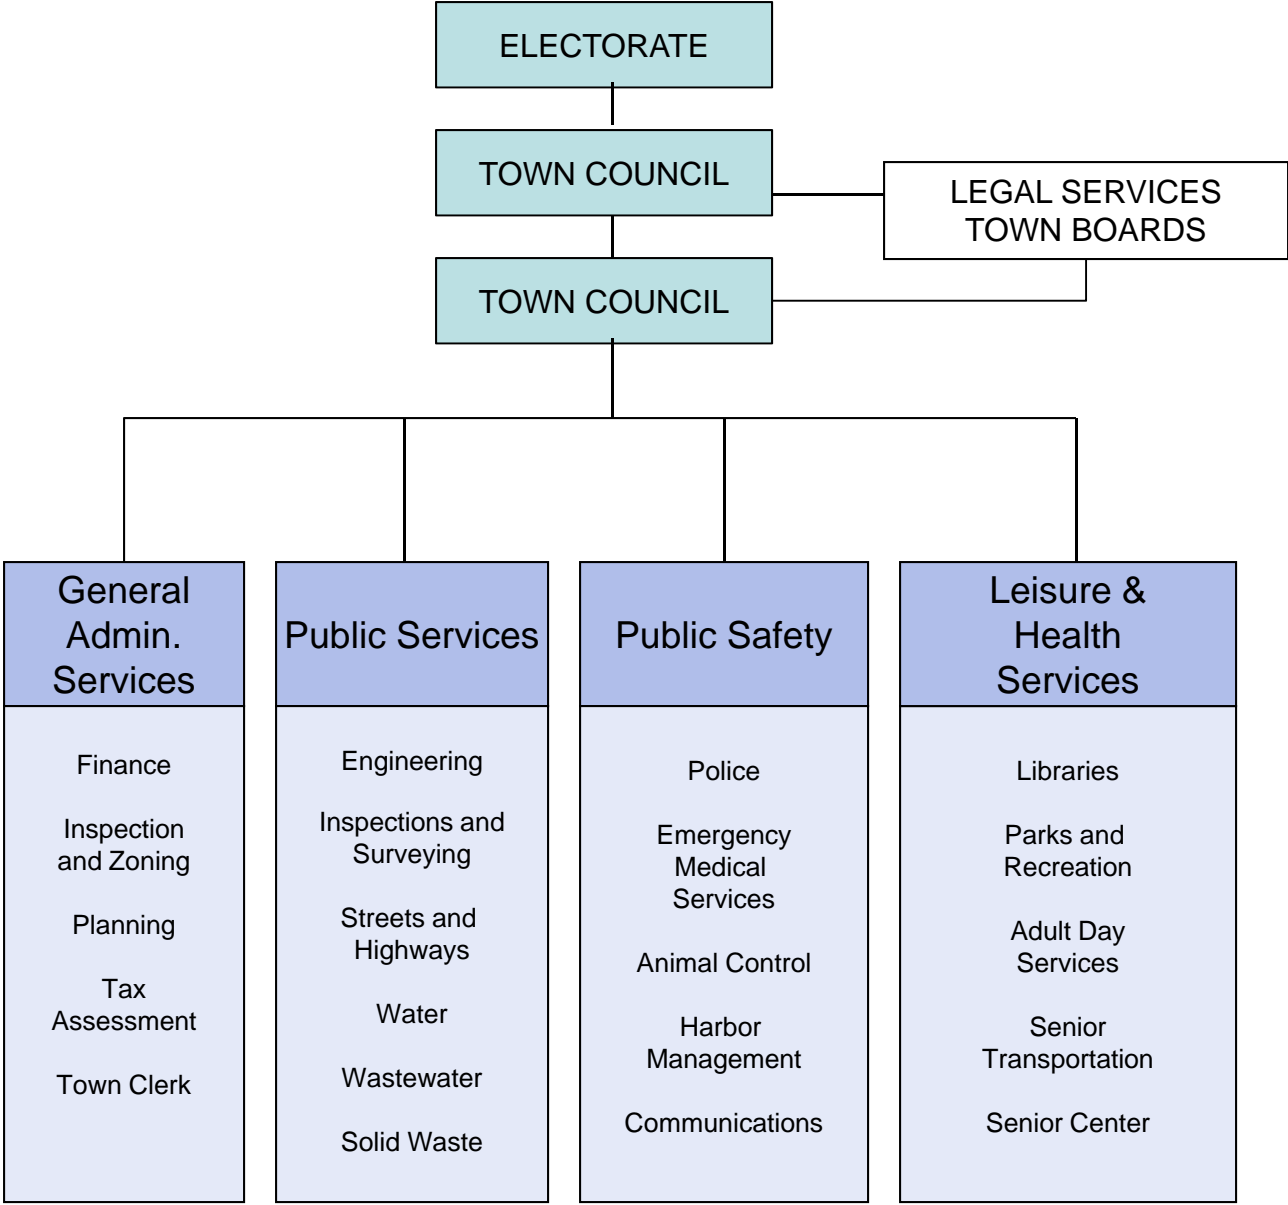 ELECTORATE
TOWN COUNCIL
LEGAL SERVICES
TOWN BOARDS
TOWN COUNCIL
General
Admin.
Services
Finance
Inspection
and Zoning
Planning
Tax
Assessment
Town Clerk
Public Services
Engineering
Inspections and
Surveying
Streets and
Highways
Water
Wastewater
Solid Waste
Public Safety
Police
Emergency
Medical
Services
Animal Control
Harbor
Management
Communications
Leisure &
Health
Services
Libraries
Parks and
Recreation
Adult Day
Services
Senior
Transportation
Senior Center